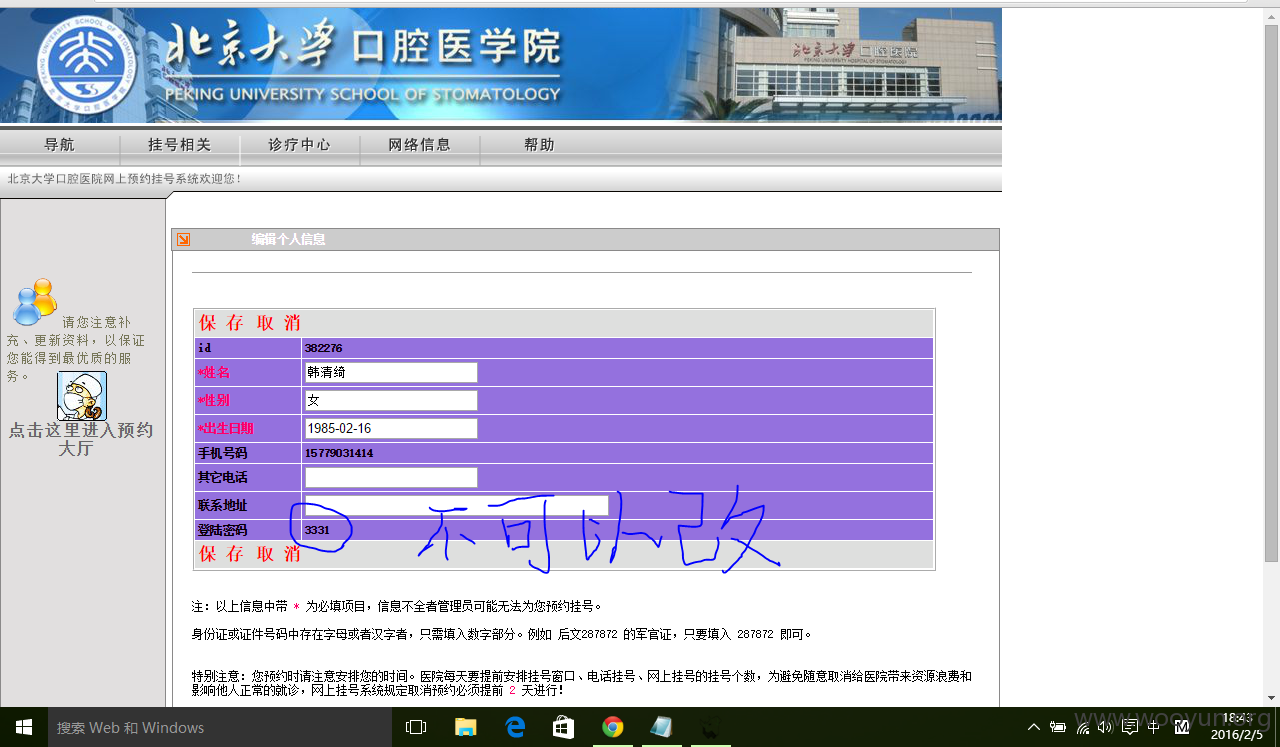 北京大学 口腔医学院
PEKING UNIVERSITY SCHOOL OF STOMATOLOGY
北京大学 口腔医院
PEKING UNIVERSITY HOSPITAL OF STOMATOLOGY
导航 挂号相关 诊疗中心 网络信息 帮助
北京大学口腔医院网上预约挂号系统欢迎您!
编辑个人信息
请您注意补
充、更新资料，以保证
您能得到最优质的服
务。
点击这里进入预约
大厅
保 存 取 消
id 382276
*姓名 韩清绮
*性别 女
*出生日期 1985-02-16
手机号码 15779031414
其它电话
联系地址
登陆密码 3331
不可以改
保 存 取 消
注：以上信息中带 * 为必填项目，信息不全者管理员可能无法为您预约挂号。
身份证或证件号码中存在字母或者汉字者，只需填入数字部分。例如 后文287872 的军官证，只要填入 287872 即可。
特别注意：您预约时请注意安排您的时间。医院每天要提前安排挂号窗口、电话挂号、网上挂号的挂号个数，为避免随意取消给医院带来资源浪费和
影响他人正常的就诊，网上挂号系统规定取消预约必须提前 2 天进行!
www.wooyun.org
搜索 Web 和 Windows
18:43
2016/2/5